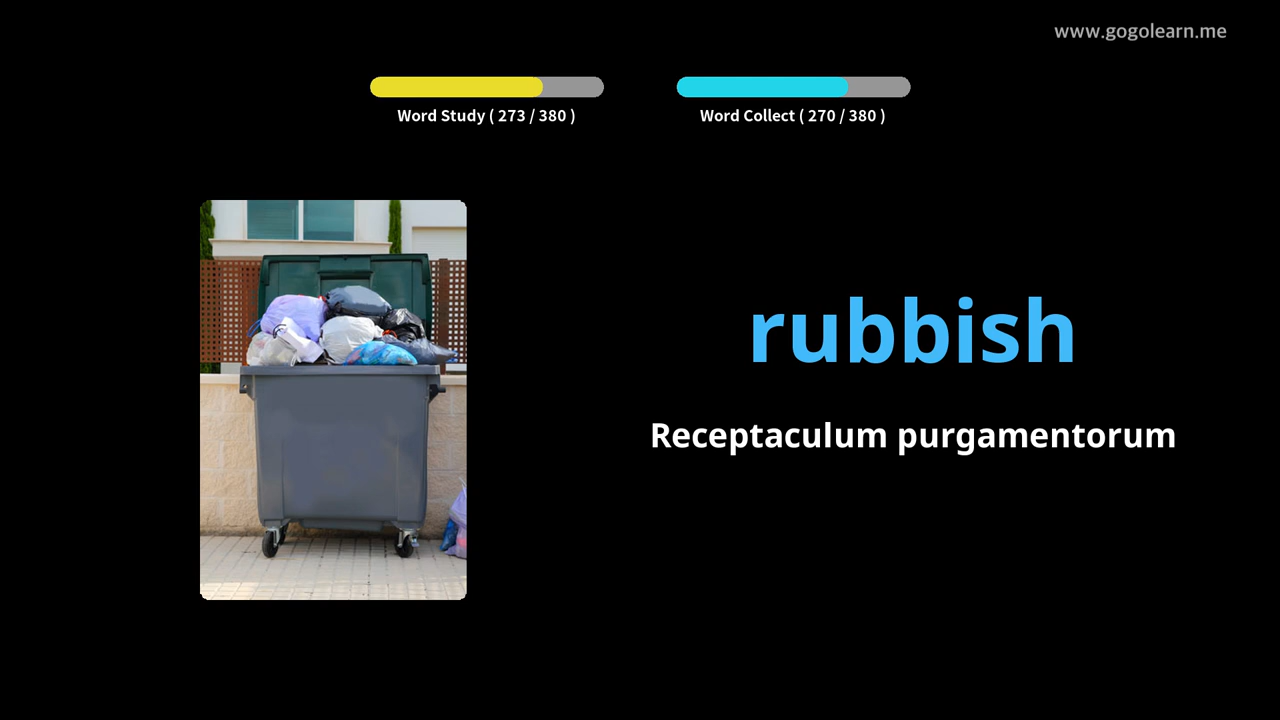 www.gogolearn.me
Word Study ( 273 / 380 )
Word Collect ( 270 / 380 )
rubbish
Receptaculum purgamentorum